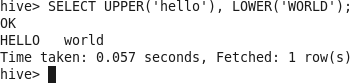 hive> SELECT UPPER('hello'), LOWER('WORLD');
OK
HELLO   world
Time taken: 0.057 seconds, Fetched: 1 row(s)
hive>